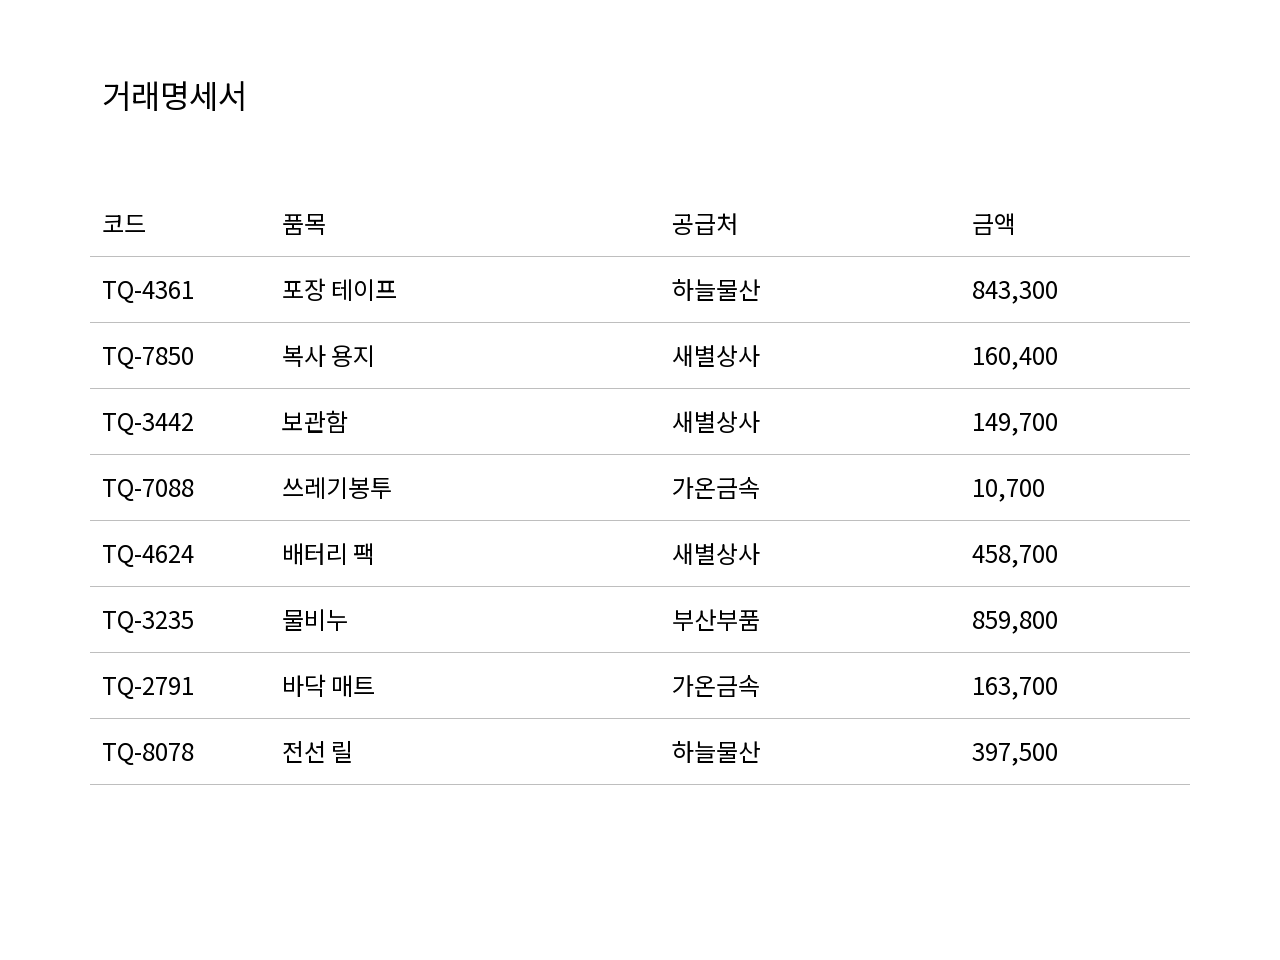 거래명세서
코드 품목 공급처 금액
TQ-4361 포장 테이프 하늘물산 843,300
TQ-7850 복사 용지 새별상사 160,400
TQ-3442 보관함 새별상사 149,700
TQ-7088 쓰레기봉투 가온금속 10,700
TQ-4624 배터리 팩 새별상사 458,700
TQ-3235 물비누 부산부품 859,800
TQ-2791 바닥 매트 가온금속 163,700
TQ-8078 전선 릴 하늘물산 397,500